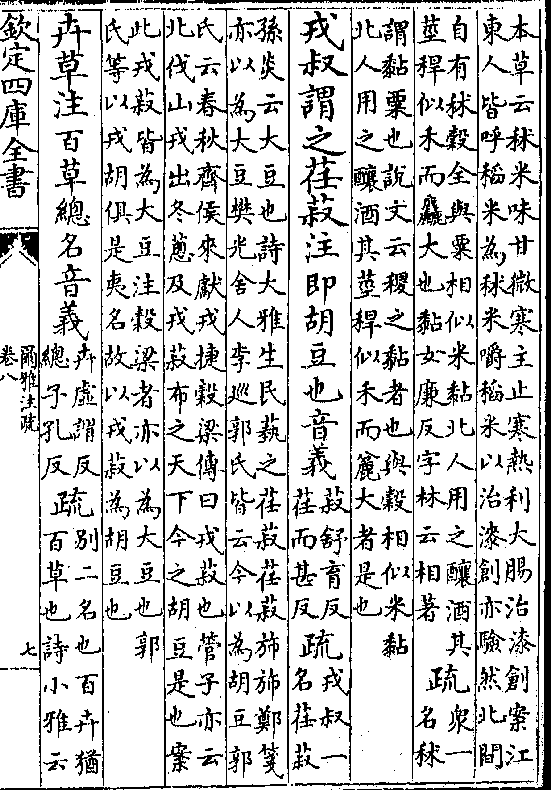 本草云秫米味甘微寒主止寒熱利大腸治漆創案江
東人皆呼稻米為秫米嚼稻米以治漆創亦驗然北間
自有秫穀全與粟相似米黏北人用之釀酒其
莖稈似禾而麤大也黏女廉反字林云相著
疏
衆一
名秫
謂黏粟也說文云稷之黏者也與穀相似米黏
北人用之釀酒其莖稈似禾而麤大者是也
戎叔謂之荏菽注即胡豆也音義
菽舒育反
荏而甚反
疏
戎叔一
名荏菽
孫炎云大豆也詩大雅生民藝之荏菽荏菽斾斾鄭箋
亦以為大豆樊光舍人李巡郭氏皆云今以為胡豆郭
氏云春秋齊侯來獻戎捷穀梁傳曰戎菽也管子亦云
北伐山戎出冬蔥及戎菽布之天下今之胡豆是也案
此戎菽皆為大豆注穀梁者亦以為大豆也郭
氏等以戎胡俱是夷名故以戎菽為胡豆也
卉草注百草總名音義
卉虛謂反
總子孔反
疏
別二名也百卉猶
百草也詩小雅云
欽定四庫全書
爾雅注疏
卷八
七